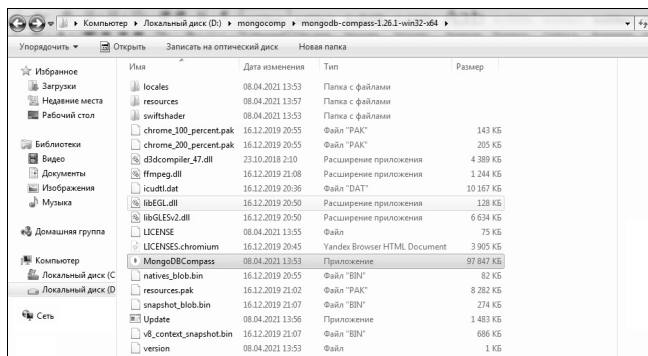 Компьютер ▸ Локальный диск (D:) ▸ mongocomp ▸ mongodb-compass-1.26.1-win32-x64 ▸
Упорядочить Открыть Записать на оптический диск Новая папка
Имя Дата изменения Тип Размер
Избранное
Загрузки
Недавние места
Рабочий стол
Библиотеки
Видео
Документы
Изображения
Музыка
Домашняя группа
Компьютер
Локальный диск (C
Локальный диск (D
Сеть
locales 08.04.2021 13:53 Папка с файлами
resources 08.04.2021 13:57 Папка с файлами
swiftshader 08.04.2021 13:53 Папка с файлами
chrome_100_percent.pak 16.12.2019 20:55 Файл "PAK" 143 КБ
chrome_200_percent.pak 16.12.2019 20:55 Файл "PAK" 205 КБ
d3dcompiler_47.dll 23.10.2018 2:10 Расширение приложения 4 389 КБ
ffmpeg.dll 16.12.2019 21:08 Расширение приложения 1 244 КБ
icudtl.dat 16.12.2019 20:36 Файл "DAT" 10 167 КБ
libEGL.dll 16.12.2019 20:50 Расширение приложения 128 КБ
libGLESv2.dll 16.12.2019 20:50 Расширение приложения 6 634 КБ
LICENSE 08.04.2021 13:55 Файл 75 КБ
LICENSES.chromium 16.12.2019 20:45 Yandex Browser HTML Document 3 905 КБ
MongoDBCompass 08.04.2021 13:53 Приложение 97 847 КБ
natives_blob.bin 16.12.2019 20:55 Файл "BIN" 82 КБ
resources.pak 16.12.2019 21:02 Файл "PAK" 8 282 КБ
snapshot_blob.bin 16.12.2019 21:07 Файл "BIN" 274 КБ
Update 08.04.2021 13:56 Приложение 1 483 КБ
v8_context_snapshot.bin 16.12.2019 21:07 Файл "BIN" 686 КБ
version 08.04.2021 13:53 Файл 1 КБ